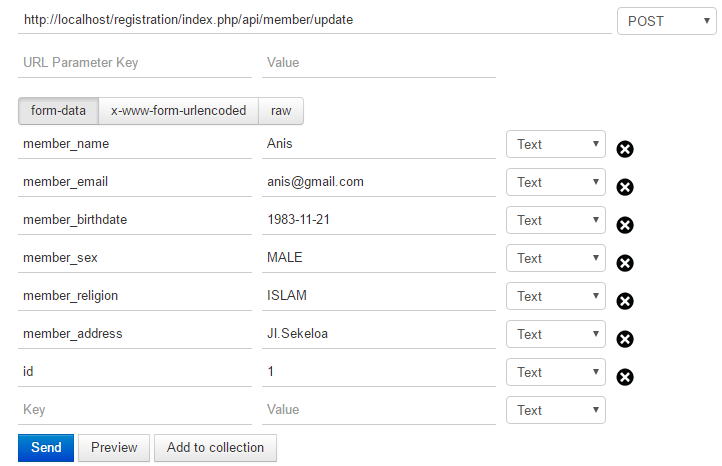 http://localhost/registration/index.php/api/member/update POST
URL Parameter Key Value
form-data x-www-form-urlencoded raw
member_name Anis Text
member_email anis@gmail.com Text
member_birthdate 1983-11-21 Text
member_sex MALE Text
member_religion ISLAM Text
member_address Jl.Sekeloa Text
id 1 Text
Key Value Text
Send Preview Add to collection